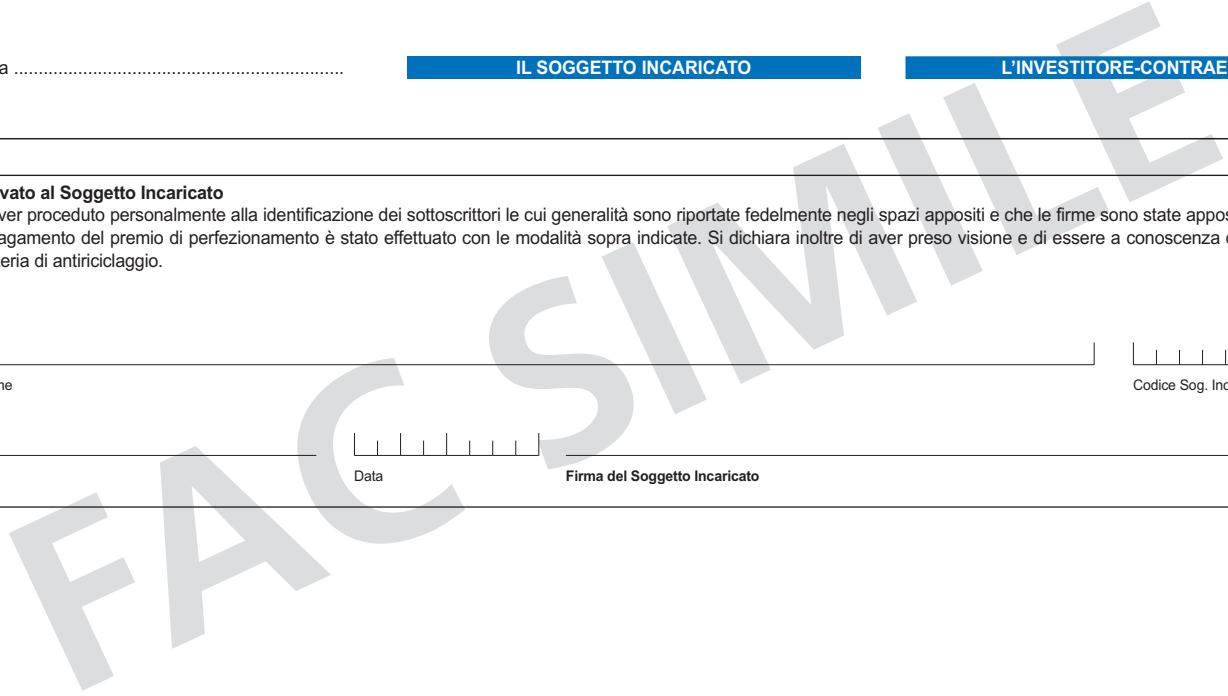 a ...................................................................
IL SOGGETTO INCARICATO
L'INVESTITORE-CONTRAE
vato al Soggetto Incaricato
ver proceduto personalmente alla identificazione dei sottoscrittori le cui generalità sono riportate fedelmente negli spazi appositi e che le firme sono state appos
agamento del premio di perfezionamento è stato effettuato con le modalità sopra indicate. Si dichiara inoltre di aver preso visione e di essere a conoscenza
teria di antiriciclaggio.
me
Codice Sog. Inc
Data
Firma del Soggetto Incaricato
FAC SIMILE